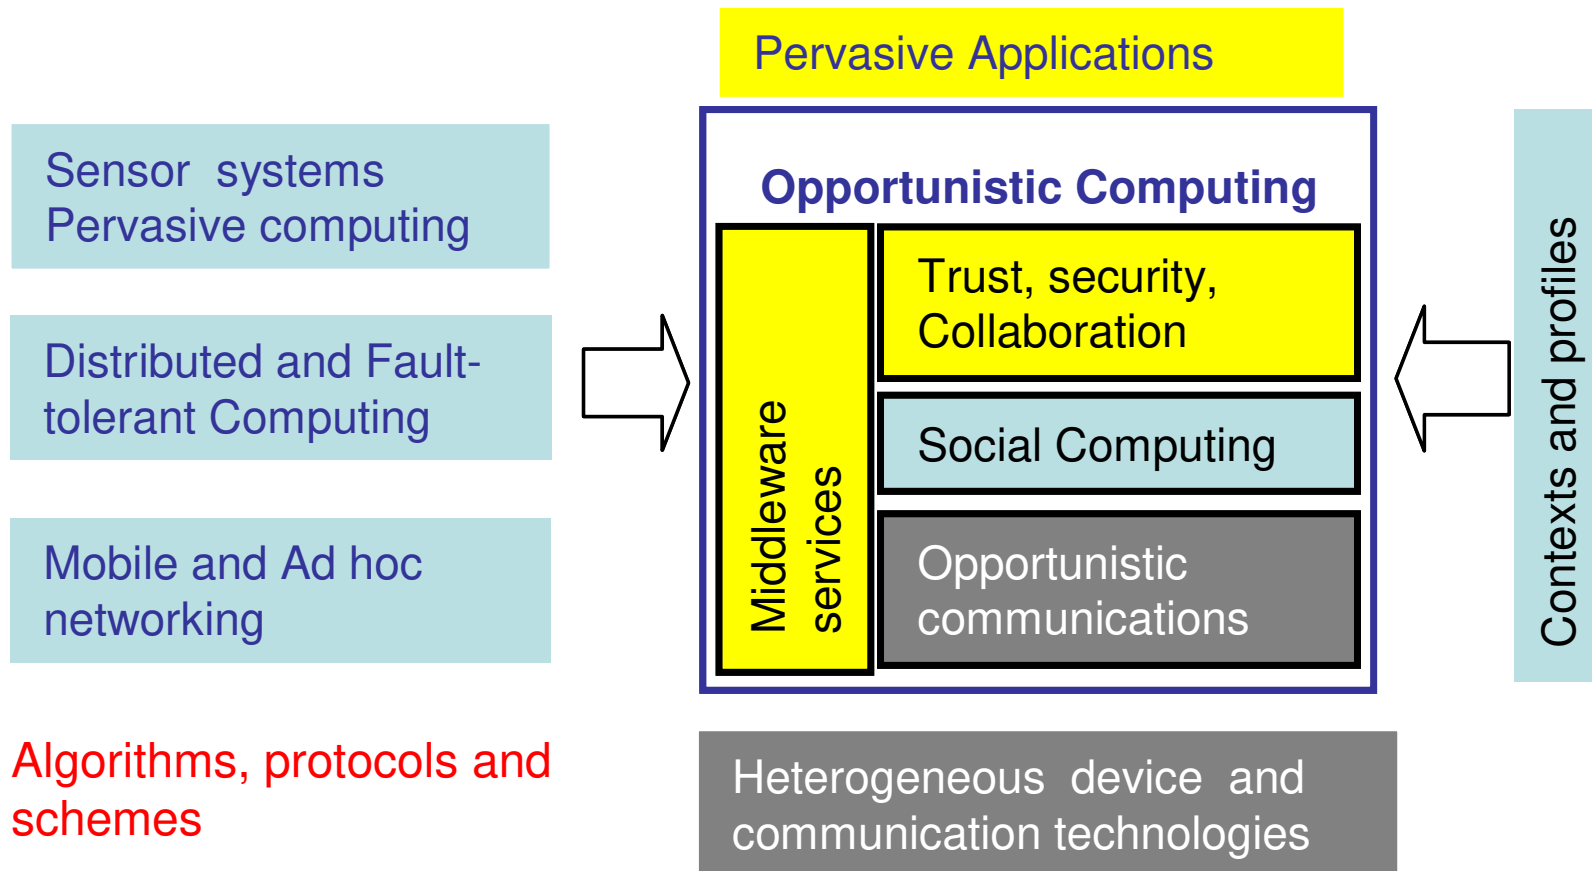 Pervasive Applications
Sensor systems
Pervasive computing
Distributed and Fault-
tolerant Computing
Mobile and Ad hoc
networking
Algorithms, protocols and
schemes
Opportunistic Computing
Middleware
services
Trust, security,
Collaboration
Social Computing
Opportunistic
communications
Heterogeneous device and
communication technologies
Contexts and profiles